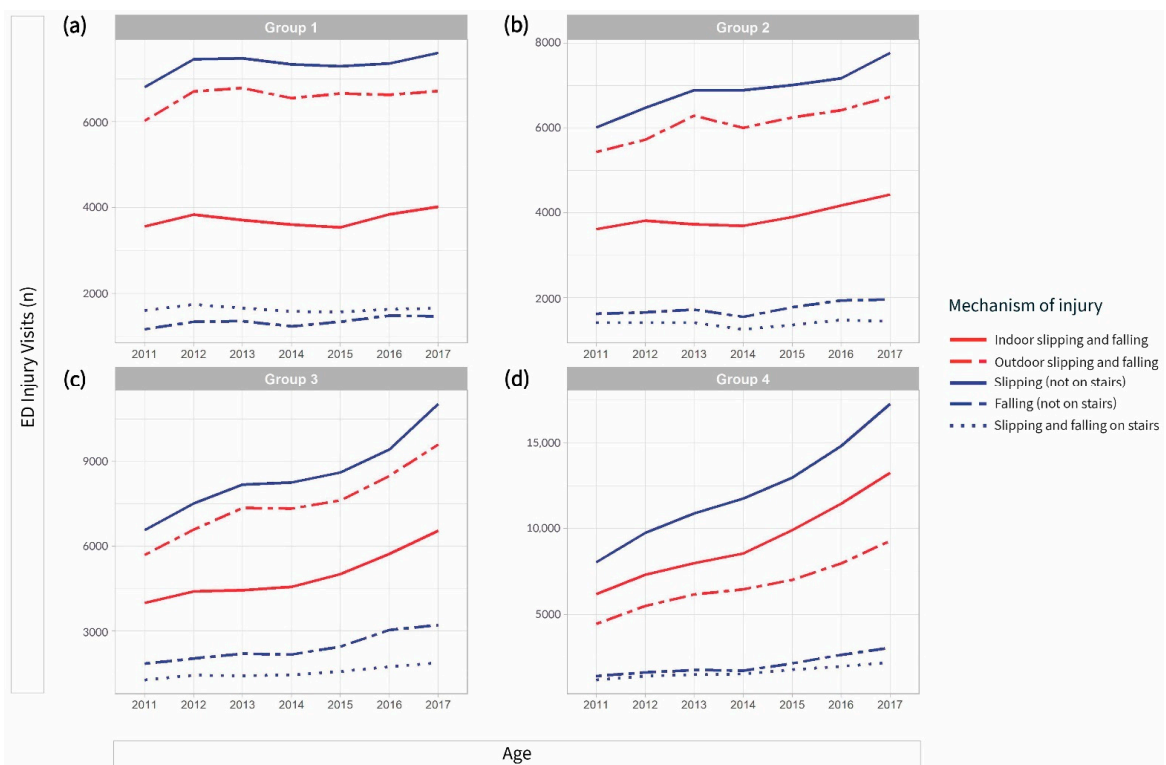 (a)
Group 1
6000
4000
2000
2011 2012 2013 2014 2015 2016 2017
(b)
Group 2
8000
6000
4000
2000
2011 2012 2013 2014 2015 2016 2017
(c)
Group 3
9000
6000
3000
2011 2012 2013 2014 2015 2016 2017
(d)
Group 4
15,000
10,000
5000
2011 2012 2013 2014 2015 2016 2017
ED Injury Visits (n)
Age
Mechanism of injury
Indoor slipping and falling
Outdoor slipping and falling
Slipping (not on stairs)
Falling (not on stairs)
Slipping and falling on stairs